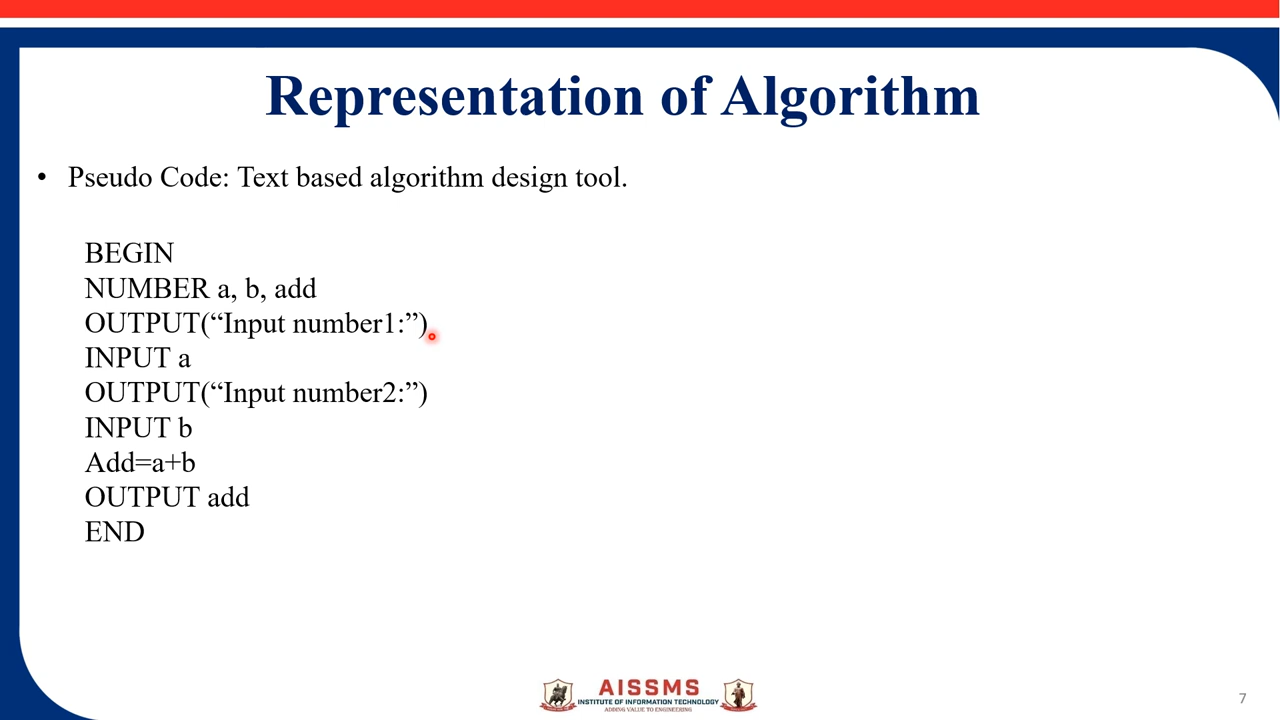 Representation of Algorithm
• Pseudo Code: Text based algorithm design tool.
BEGIN
NUMBER a, b, add
OUTPUT(“Input number1:”)
INPUT a
OUTPUT(“Input number2:”)
INPUT b
Add=a+b
OUTPUT add
END
AISSMS
INSTITUTE OF INFORMATION TECHNOLOGY
ADDING VALUE TO ENGINEERING
7